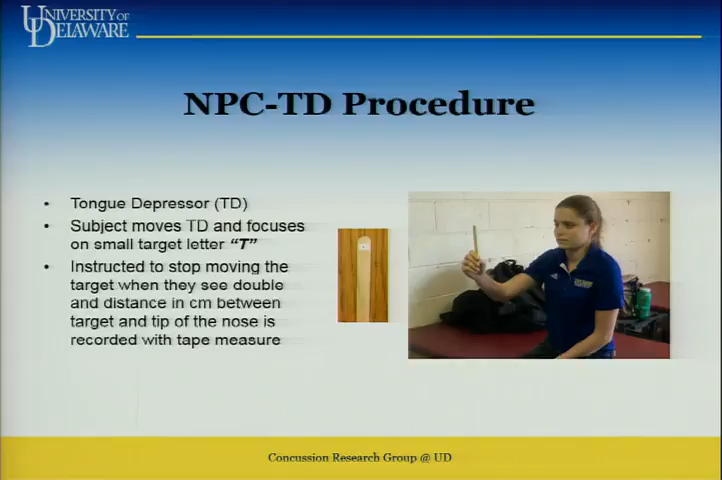 UNIVERSITY OF
DELAWARE
NPC-TD Procedure
• Tongue Depressor (TD)
• Subject moves TD and focuses
on small target letter “T”
• Instructed to stop moving the
target when they see double
and distance in cm between
target and tip of the nose is
recorded with tape measure
Concussion Research Group @ UD